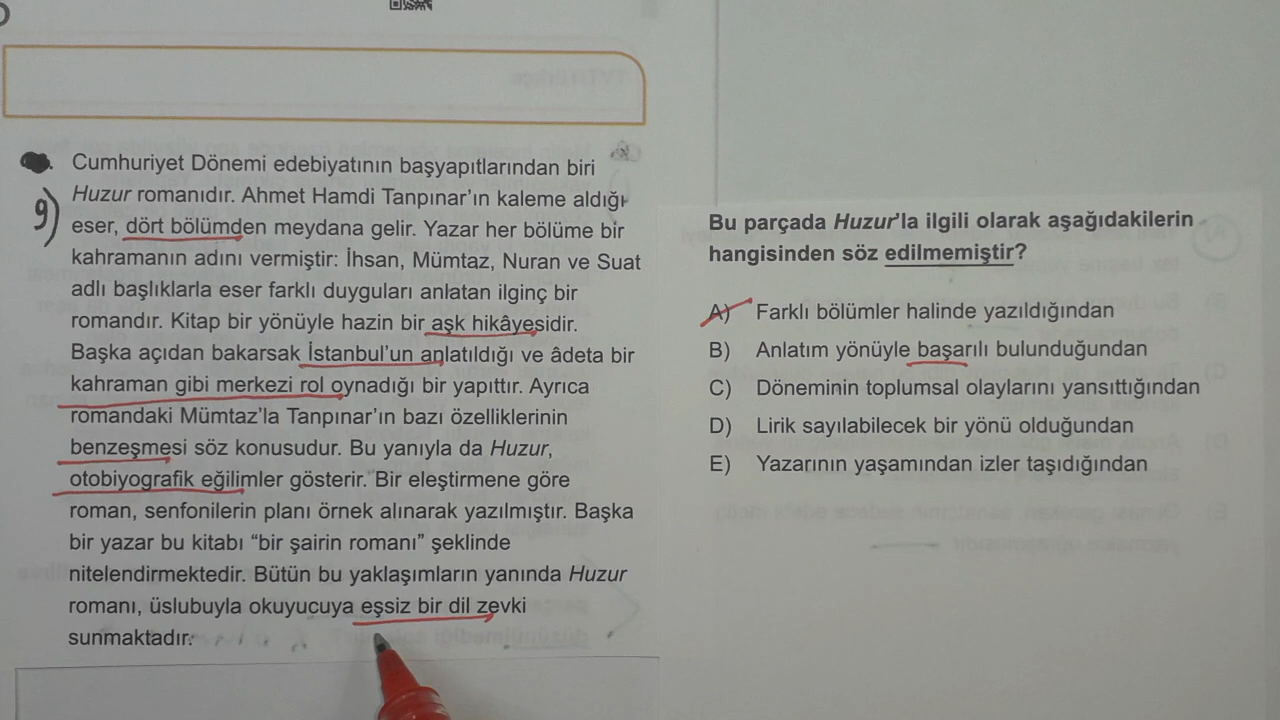 9)
Cumhuriyet Dönemi edebiyatının başyapıtlarından biri
Huzur romanıdır. Ahmet Hamdi Tanpınar'ın kaleme aldığı
eser, dört bölümden meydana gelir. Yazar her bölüme bir
kahramanın adını vermiştir: İhsan, Mümtaz, Nuran ve Suat
adlı başlıklarla eser farklı duyguları anlatan ilginç bir
romandır. Kitap bir yönüyle hazin bir aşk hikâyesidir.
Başka açıdan bakarsak İstanbul'un anlatıldığı ve âdeta bir
kahraman gibi merkezi rol oynadığı bir yapıttır. Ayrıca
romandaki Mümtaz'la Tanpınar'ın bazı özelliklerinin
benzeşmesi söz konusudur. Bu yanıyla da Huzur,
otobiyografik eğilimler gösterir. Bir eleştirmene göre
roman, senfonilerin planı örnek alınarak yazılmıştır. Başka
bir yazar bu kitabı “bir şairin romanı” şeklinde
nitelendirmektedir. Bütün bu yaklaşımların yanında Huzur
romanı, üslubuyla okuyucuya eşsiz bir dil zevki
sunmaktadır.
Bu parçada Huzur'la ilgili olarak aşağıdakilerin
hangisinden söz edilmemiştir?
A) Farklı bölümler halinde yazıldığından
B) Anlatım yönüyle başarılı bulunduğundan
C) Döneminin toplumsal olaylarını yansıttığından
D) Lirik sayılabilecek bir yönü olduğundan
E) Yazarının yaşamından izler taşıdığından